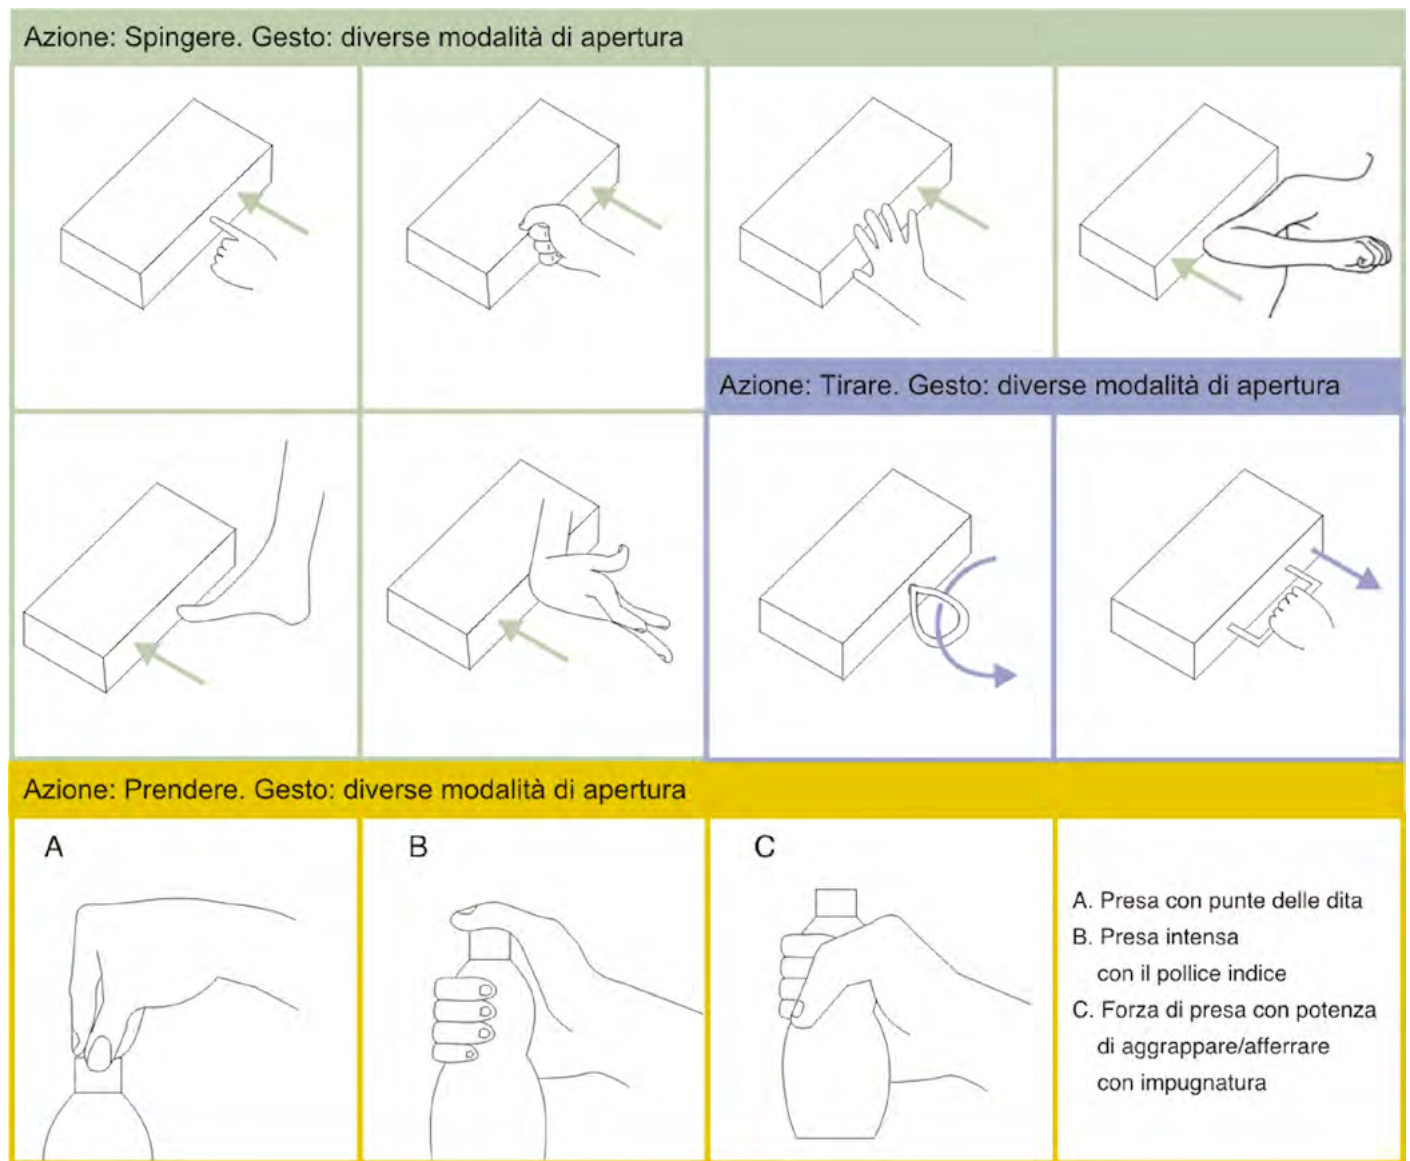 Azione: Spingere. Gesto: diverse modalità di apertura
Azione: Tirare. Gesto: diverse modalità di apertura
Azione: Prendere. Gesto: diverse modalità di apertura
A
B
C
A. Presa con punte delle dita
B. Presa intensa
con il pollice indice
C. Forza di presa con potenza
di aggrappare/afferrare
con impugnatura